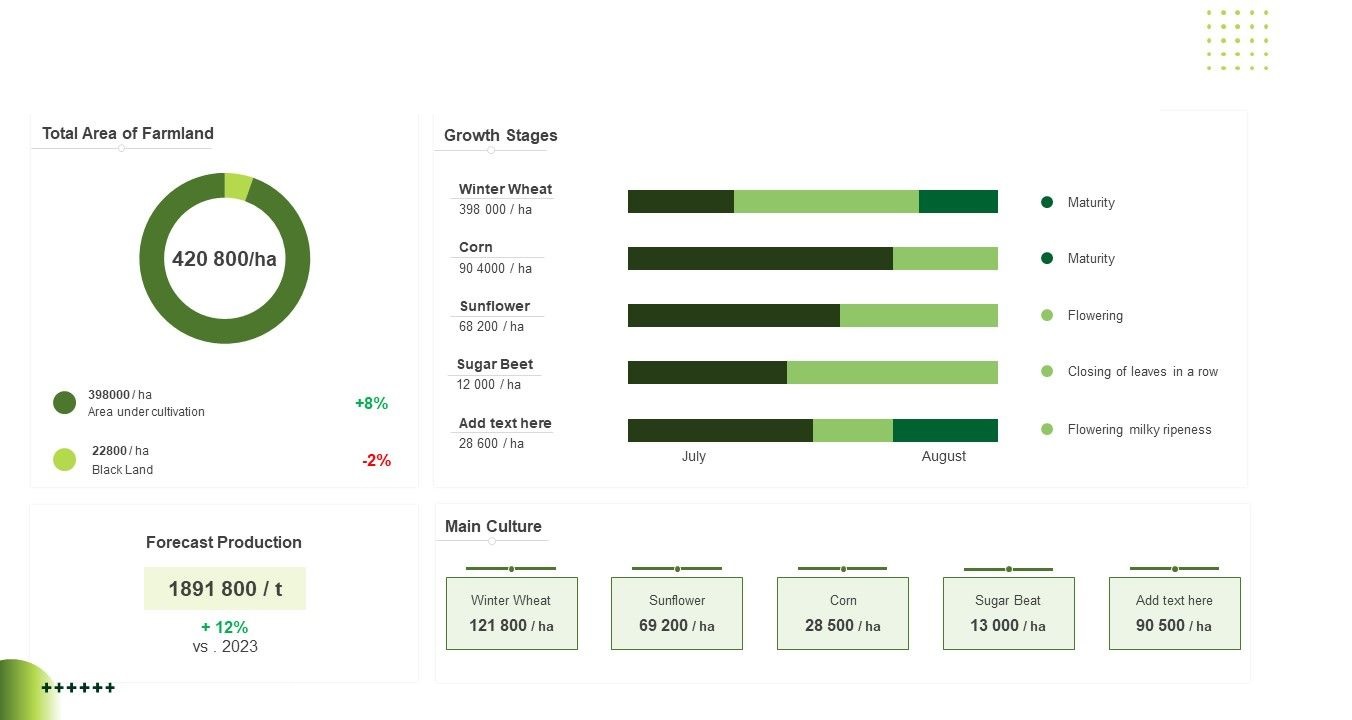 Total Area of Farmland
420 800/ha
398000 / ha
Area under cultivation
+8%
22800 / ha
Black Land
-2%
Growth Stages
Winter Wheat
398 000 / ha
Maturity
Corn
90 4000 / ha
Maturity
Sunflower
68 200 / ha
Flowering
Sugar Beet
12 000 / ha
Closing of leaves in a row
Add text here
28 600 / ha
Flowering milky ripeness
July
August
Forecast Production
1891 800 / t
+ 12%
vs . 2023
Main Culture
Winter Wheat
121 800 / ha
Sunflower
69 200 / ha
Corn
28 500 / ha
Sugar Beat
13 000 / ha
Add text here
90 500 / ha